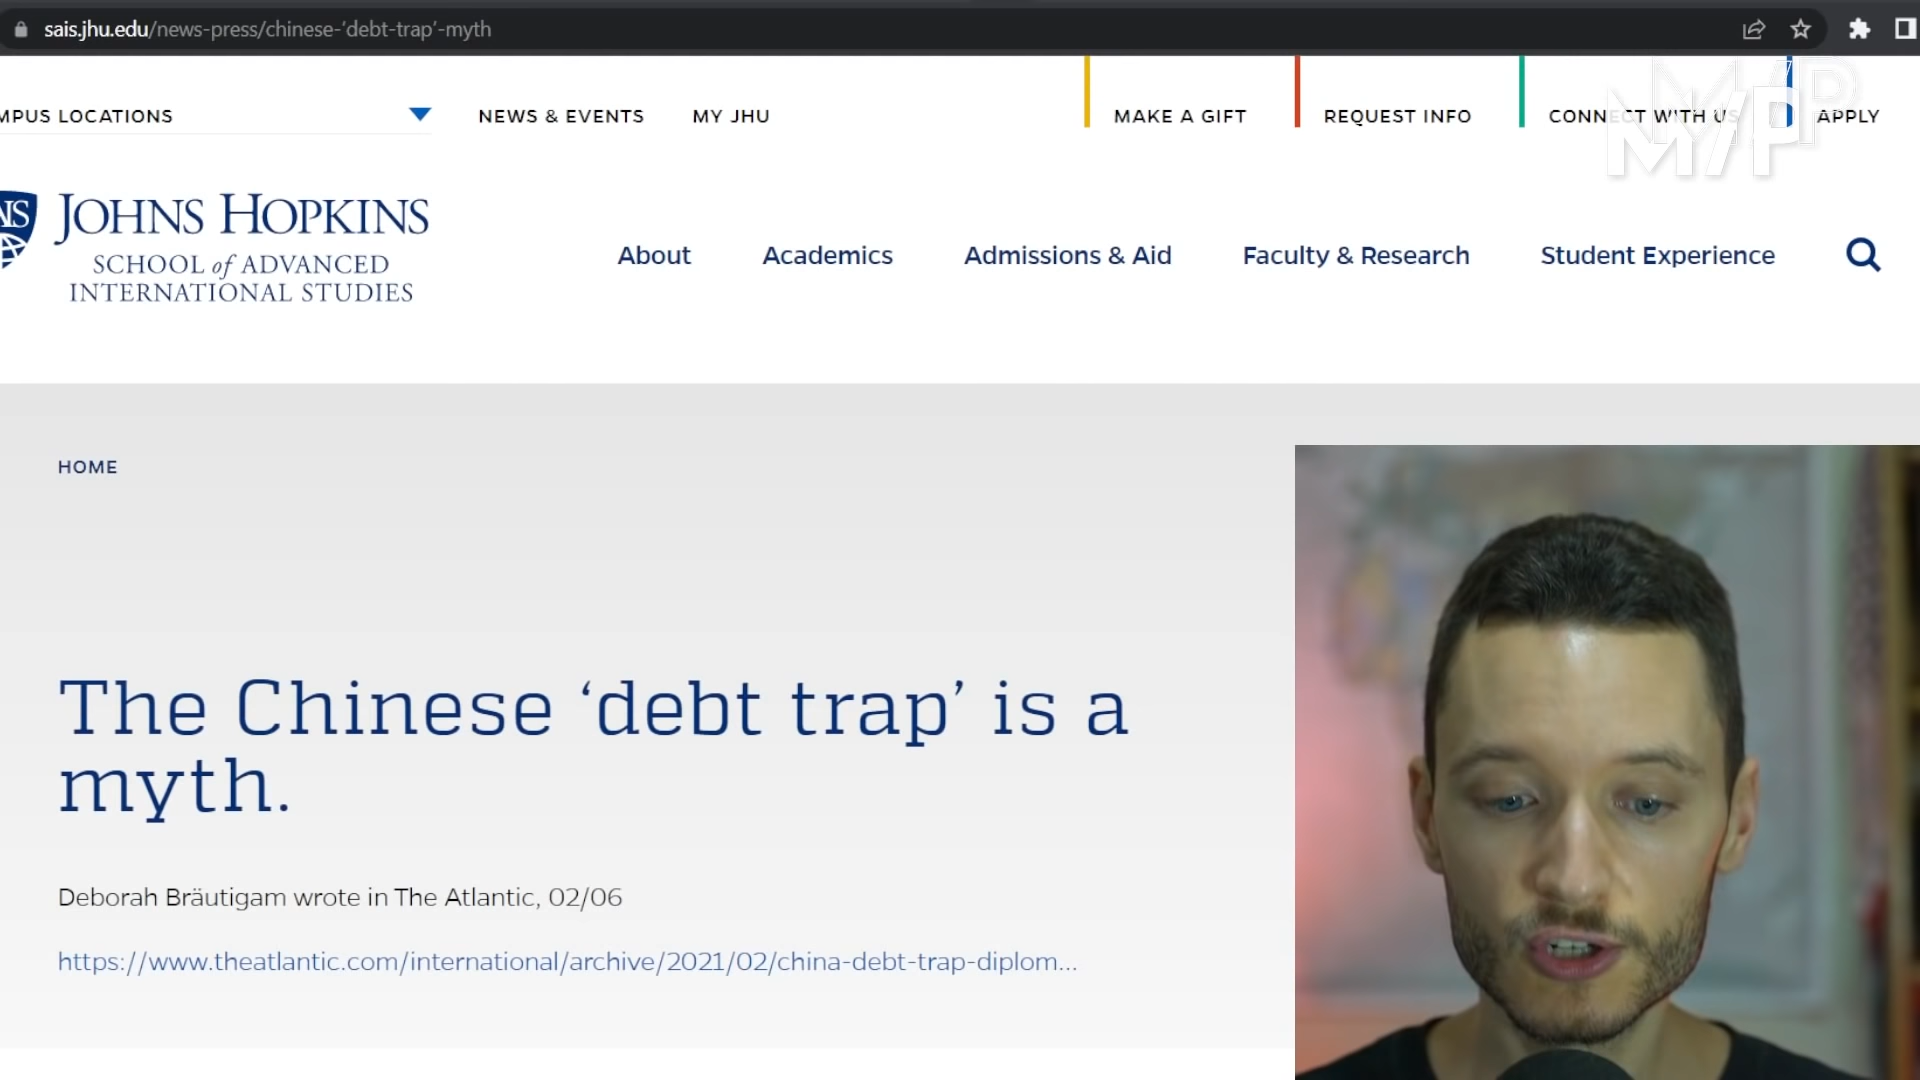 sais.jhu.edu/news-press/chinese-‘debt-trap’-myth
MPUS LOCATIONS
NEWS & EVENTS
MY JHU
MAKE A GIFT
REQUEST INFO
CONNECT WITH US
APPLY
M/P
JOHNS HOPKINS
SCHOOL of ADVANCED
INTERNATIONAL STUDIES
About
Academics
Admissions & Aid
Faculty & Research
Student Experience
HOME
The Chinese ‘debt trap’ is a
myth.
Deborah Bräutigam wrote in The Atlantic, 02/06
https://www.theatlantic.com/international/archive/2021/02/china-debt-trap-diplom...